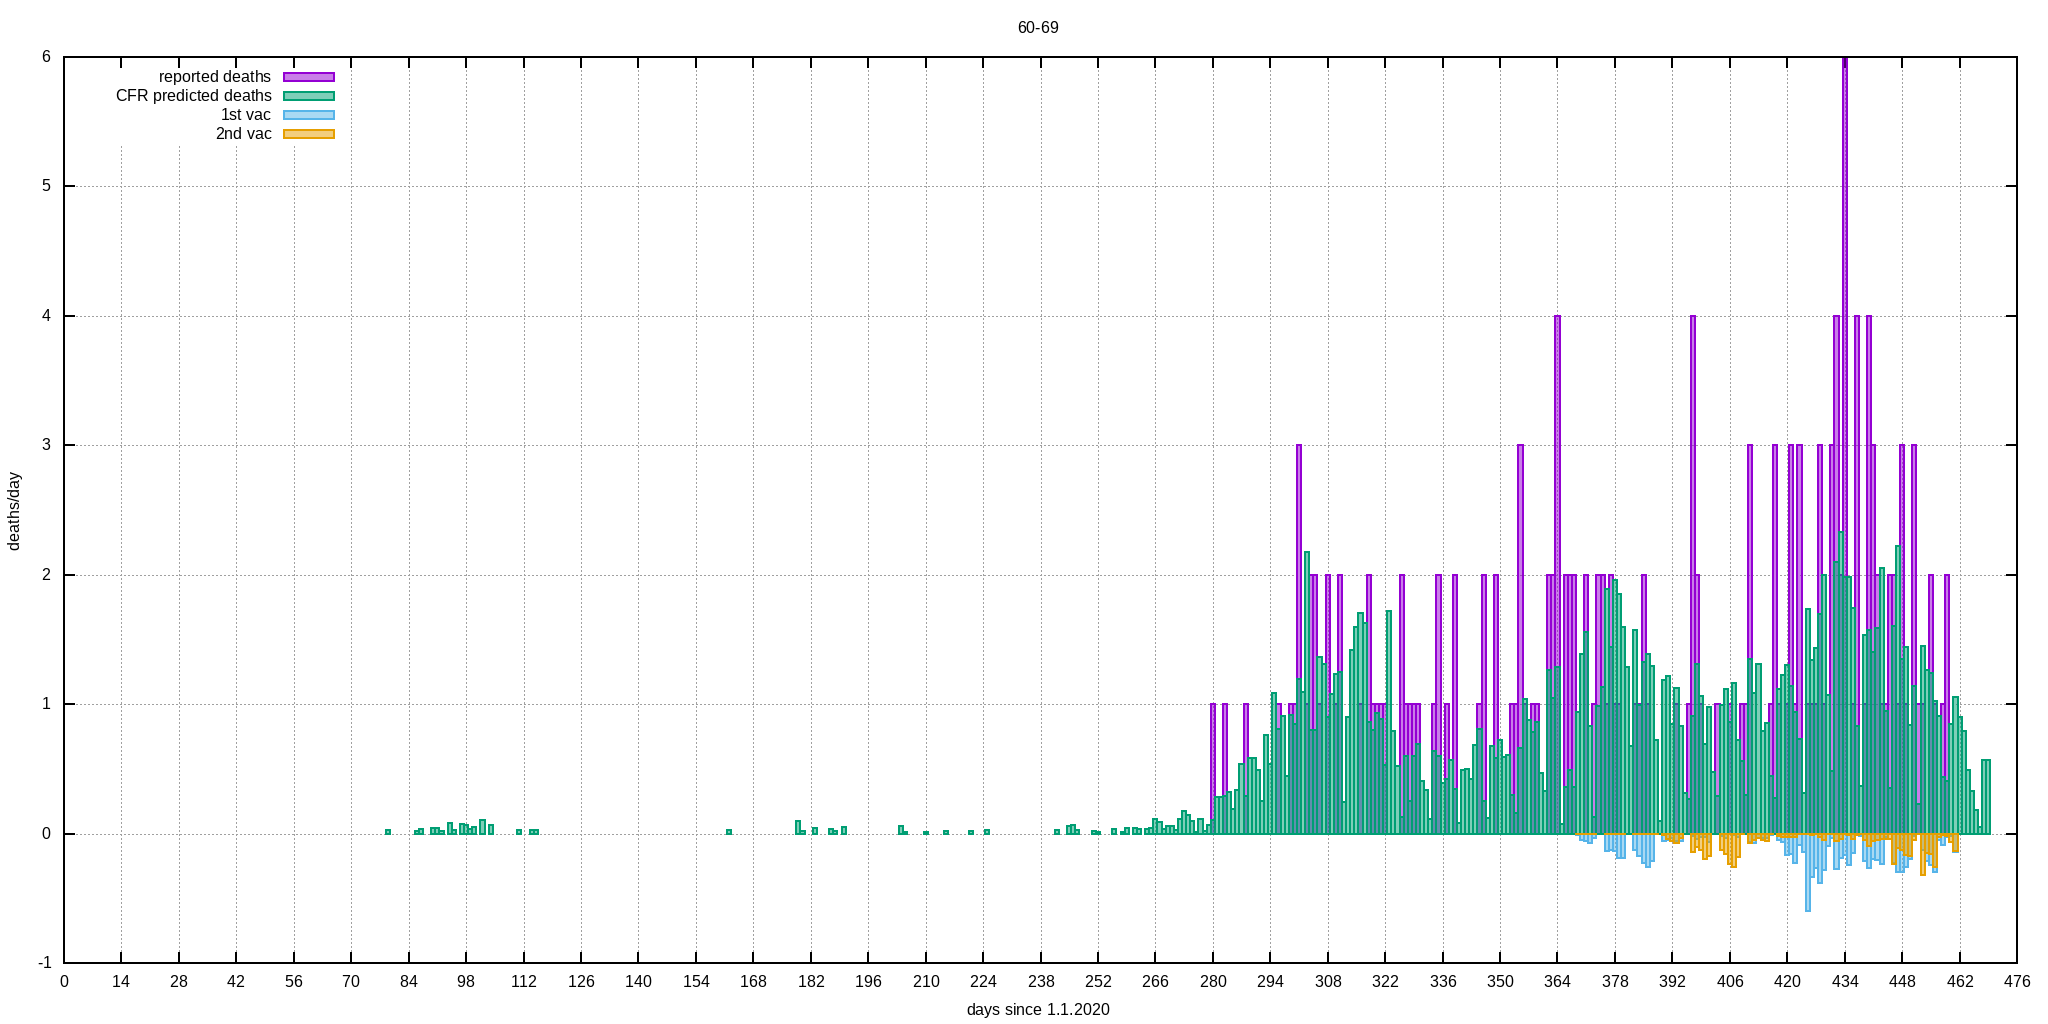 60-69
reported deaths
CFR predicted deaths
1st vac
2nd vac
6
5
4
3
2
1
0
-1
deaths/day
0 14 28 42 56 70 84 98 112 126 140 154 168 182 196 210 224 238 252 266 280 294 308 322 336 350 364 378 392 406 420 434 448 462 476
days since 1.1.2020